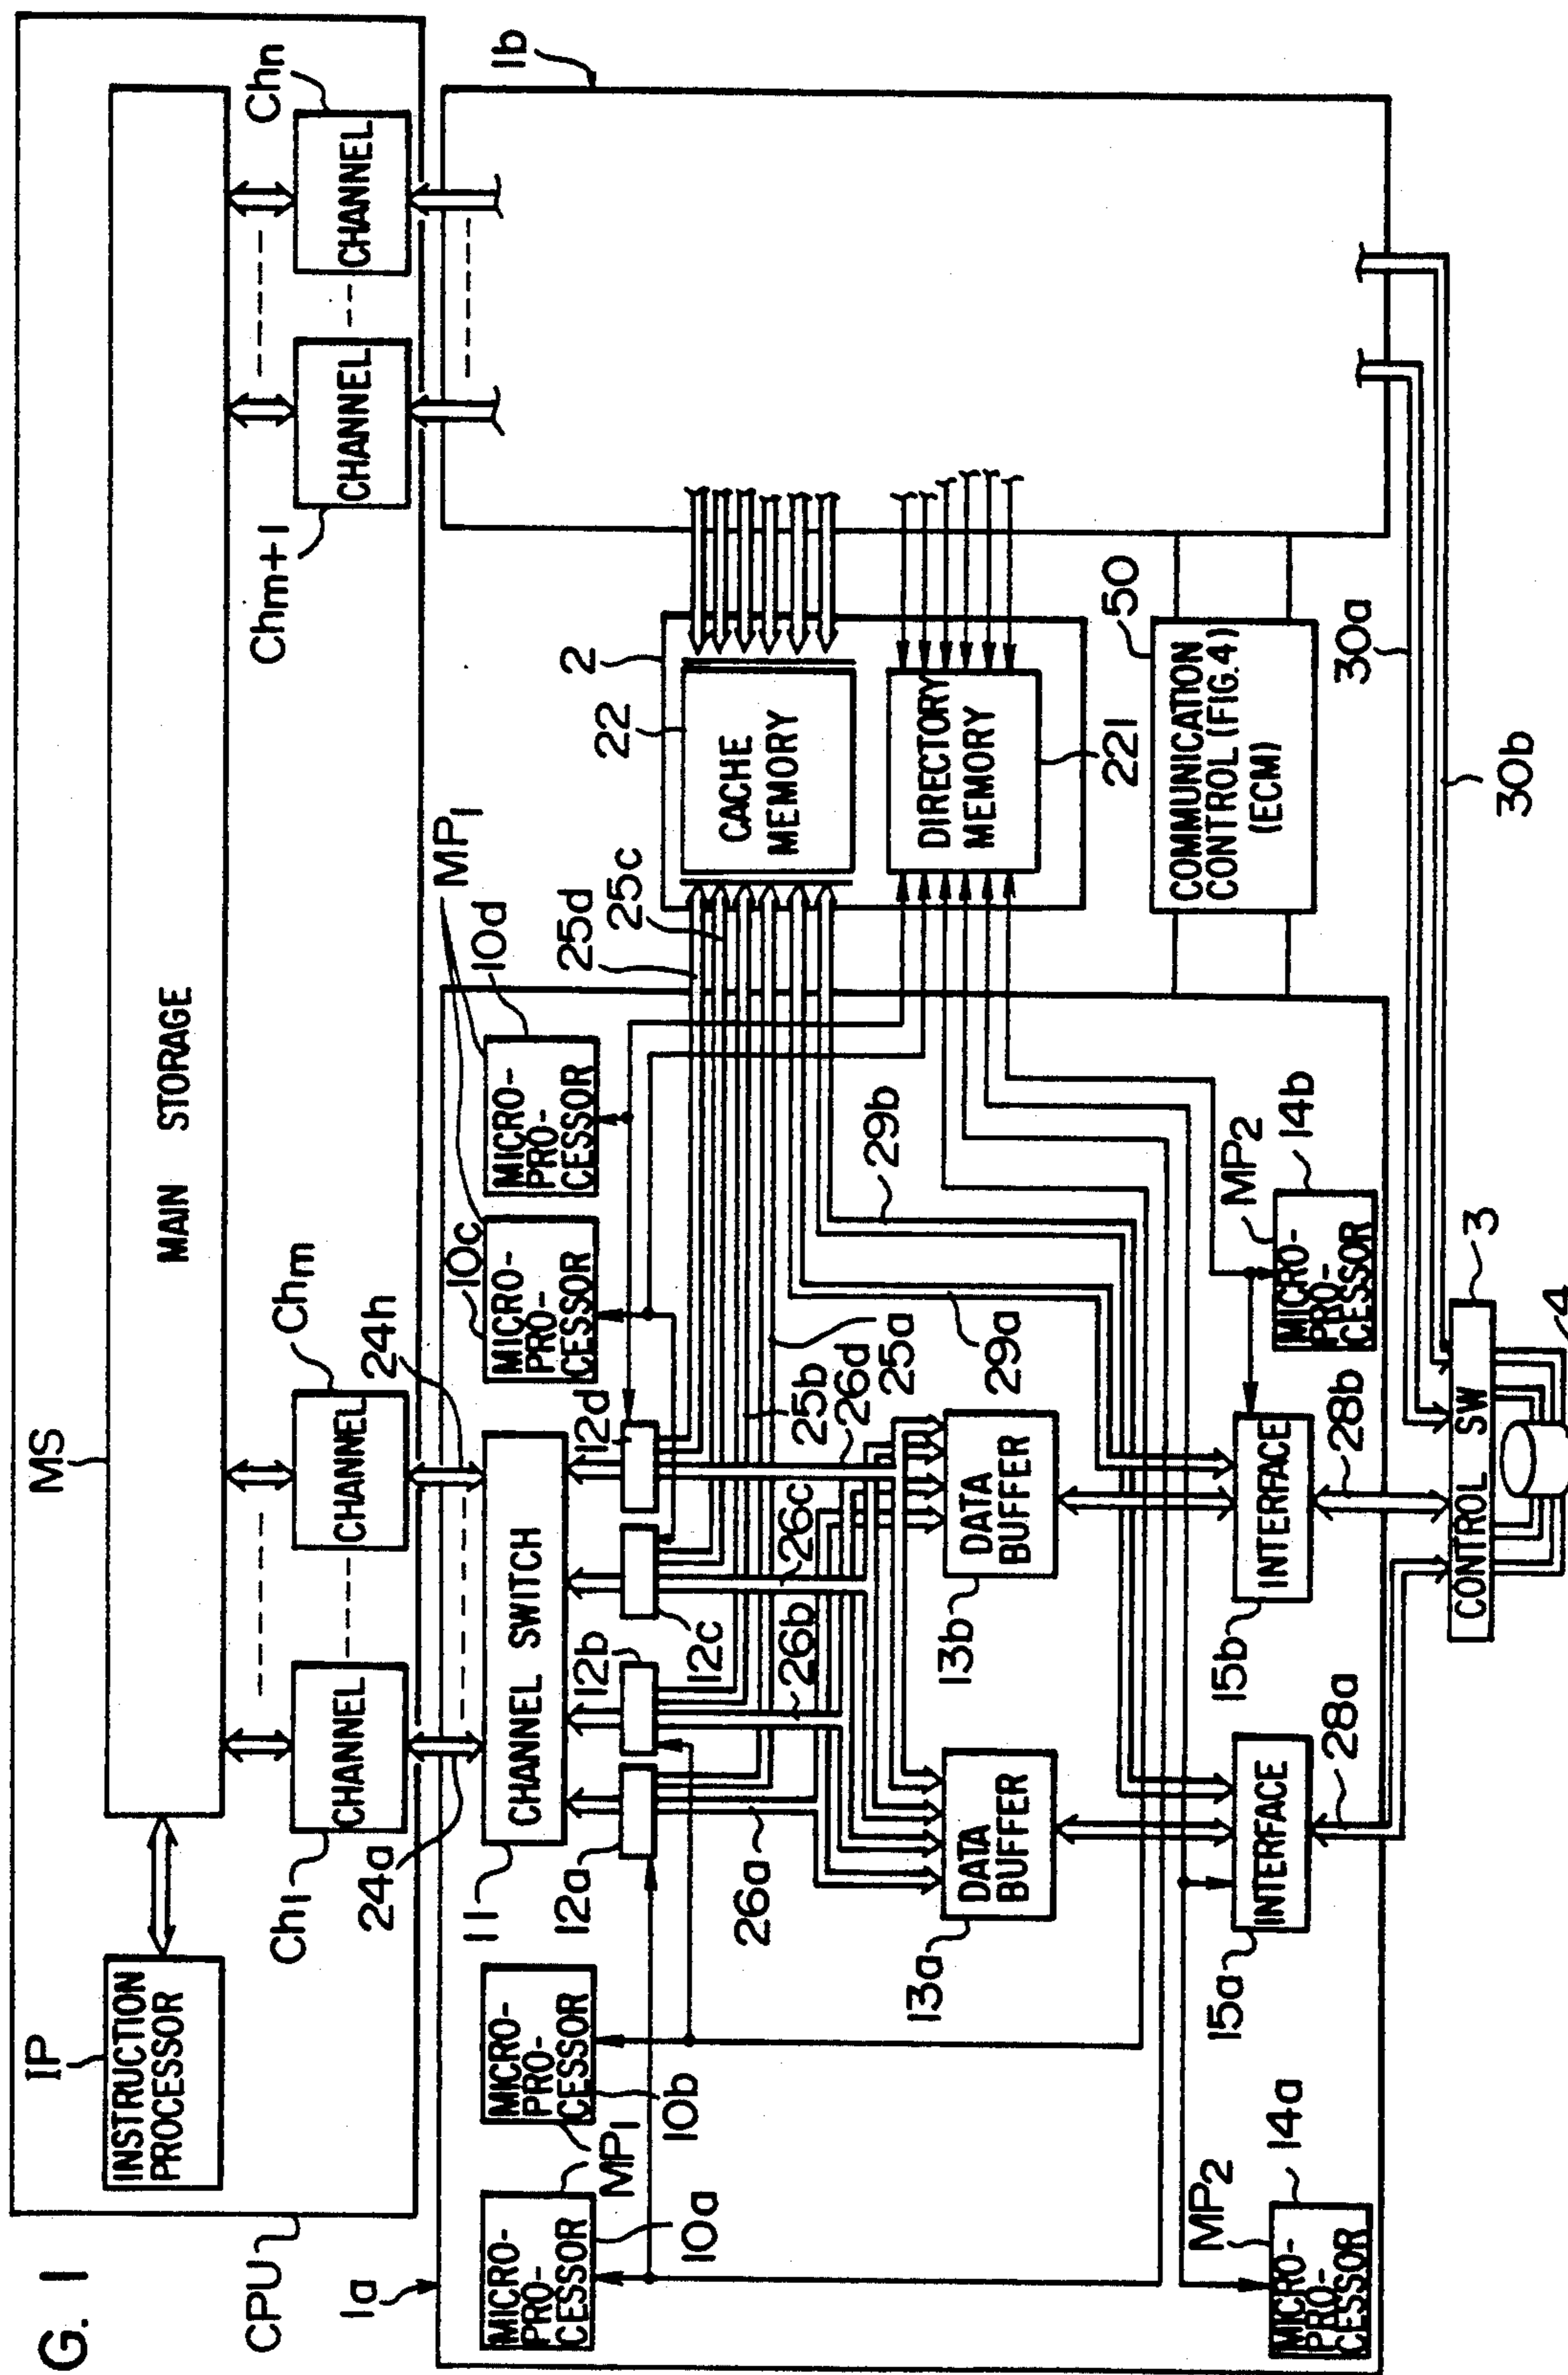 G. 1
CPU
IP
INSTRUCTION
PROCESSOR
MS
MAIN STORAGE
Ch1
CHANNEL
Chm
CHANNEL
Chm+1
CHANNEL
Chn
CHANNEL
24a
24h
1a
1b
MICRO-
PRO-
CESSOR
10a
MP1
MICRO-
PRO-
CESSOR
10b
11
CHANNEL SWITCH
10c
MICRO-
PRO-
CESSOR
MICRO-
PRO-
CESSOR
10d
MP1
12a
12b
12c
12d
25d
25c
25b
25a
26a
26b
26c
26d
29a
29b
2
22
CACHE
MEMORY
DIRECTORY
MEMORY
221
50
COMMUNICATION
CONTROL (FIG.4)
(ECM)
13a
DATA
BUFFER
13b
DATA
BUFFER
MP2
14a
MICRO-
PRO-
CESSOR
15a
INTERFACE
28a
15b
INTERFACE
28b
MP2
14b
MICRO-
PRO-
CESSOR
30a
30b
CONTROL SW
3
4